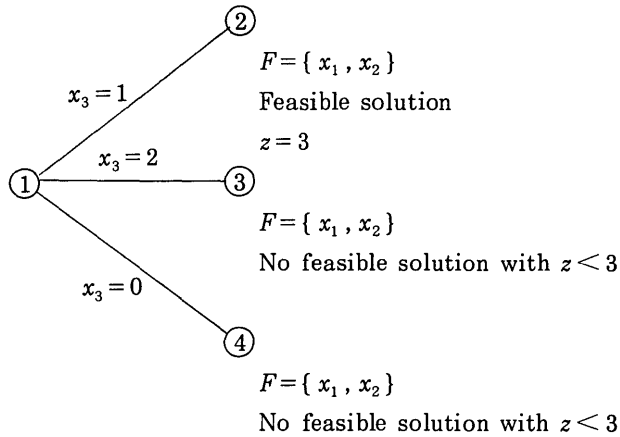 ②
F = { x₁ , x₂ }
x₃ = 1
Feasible solution
z = 3
x₃ = 2
①
③
F = { x₁ , x₂ }
No feasible solution with z < 3
x₃ = 0
④
F = { x₁ , x₂ }
No feasible solution with z < 3